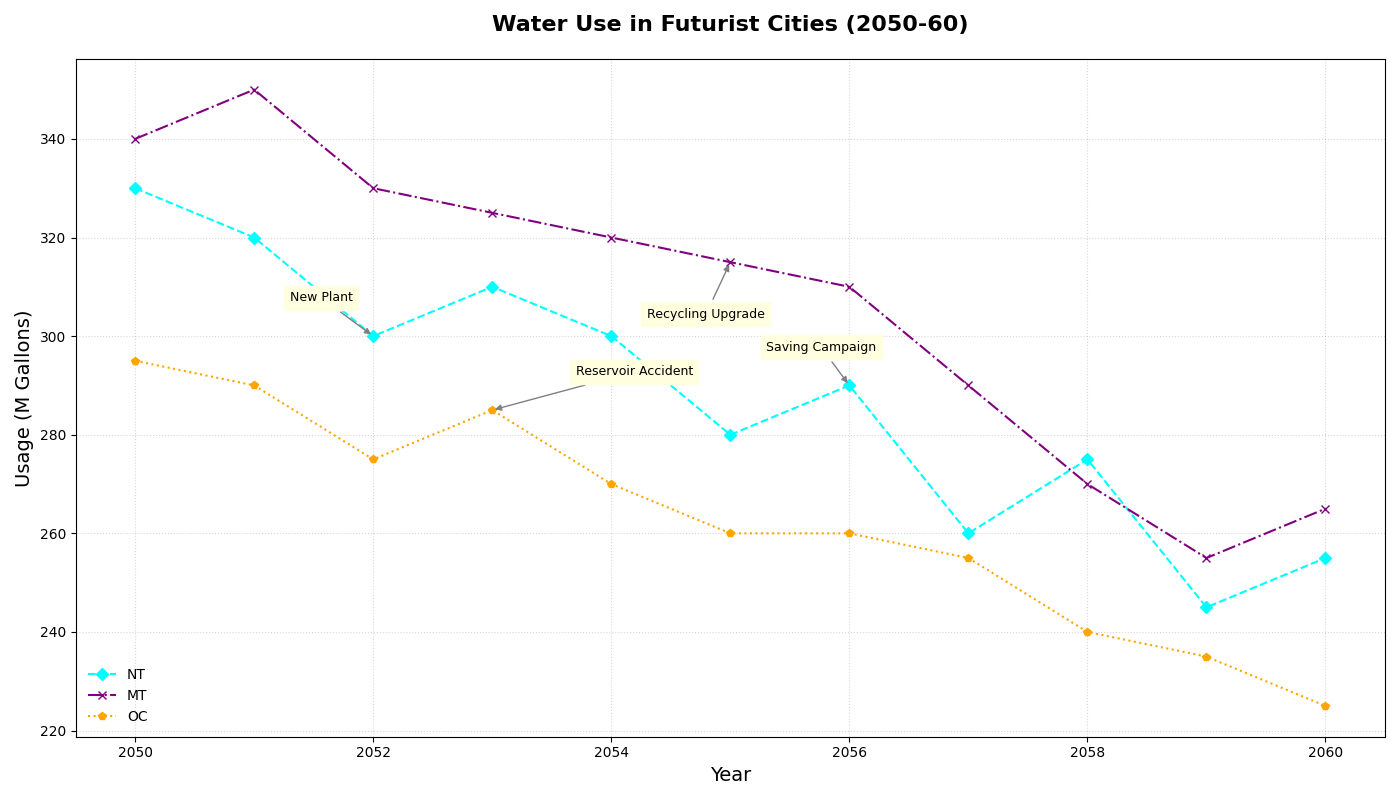 Water Use in Futurist Cities (2050-60)
Usage (M Gallons)
340
320
300
280
260
240
220
New Plant
Recycling Upgrade
Saving Campaign
Reservoir Accident
NT
MT
OC
2050
2052
2054
2056
2058
2060
Year